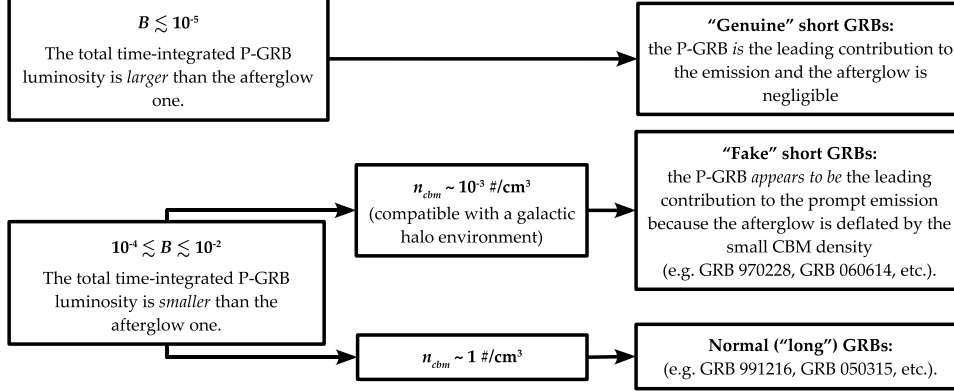 B ≲ 10⁻⁵
The total time-integrated P-GRB
luminosity is larger than the afterglow
one.
“Genuine” short GRBs:
the P-GRB is the leading contribution to
the emission and the afterglow is
negligible
10⁻⁴ ≲ B ≲ 10⁻²
The total time-integrated P-GRB
luminosity is smaller than the
afterglow one.
n_cbm ~ 10⁻³ #/cm³
(compatible with a galactic
halo environment)
“Fake” short GRBs:
the P-GRB appears to be the leading
contribution to the prompt emission
because the afterglow is deflated by the
small CBM density
(e.g. GRB 970228, GRB 060614, etc.).
n_cbm ~ 1 #/cm³
Normal (“long”) GRBs:
(e.g. GRB 991216, GRB 050315, etc.).